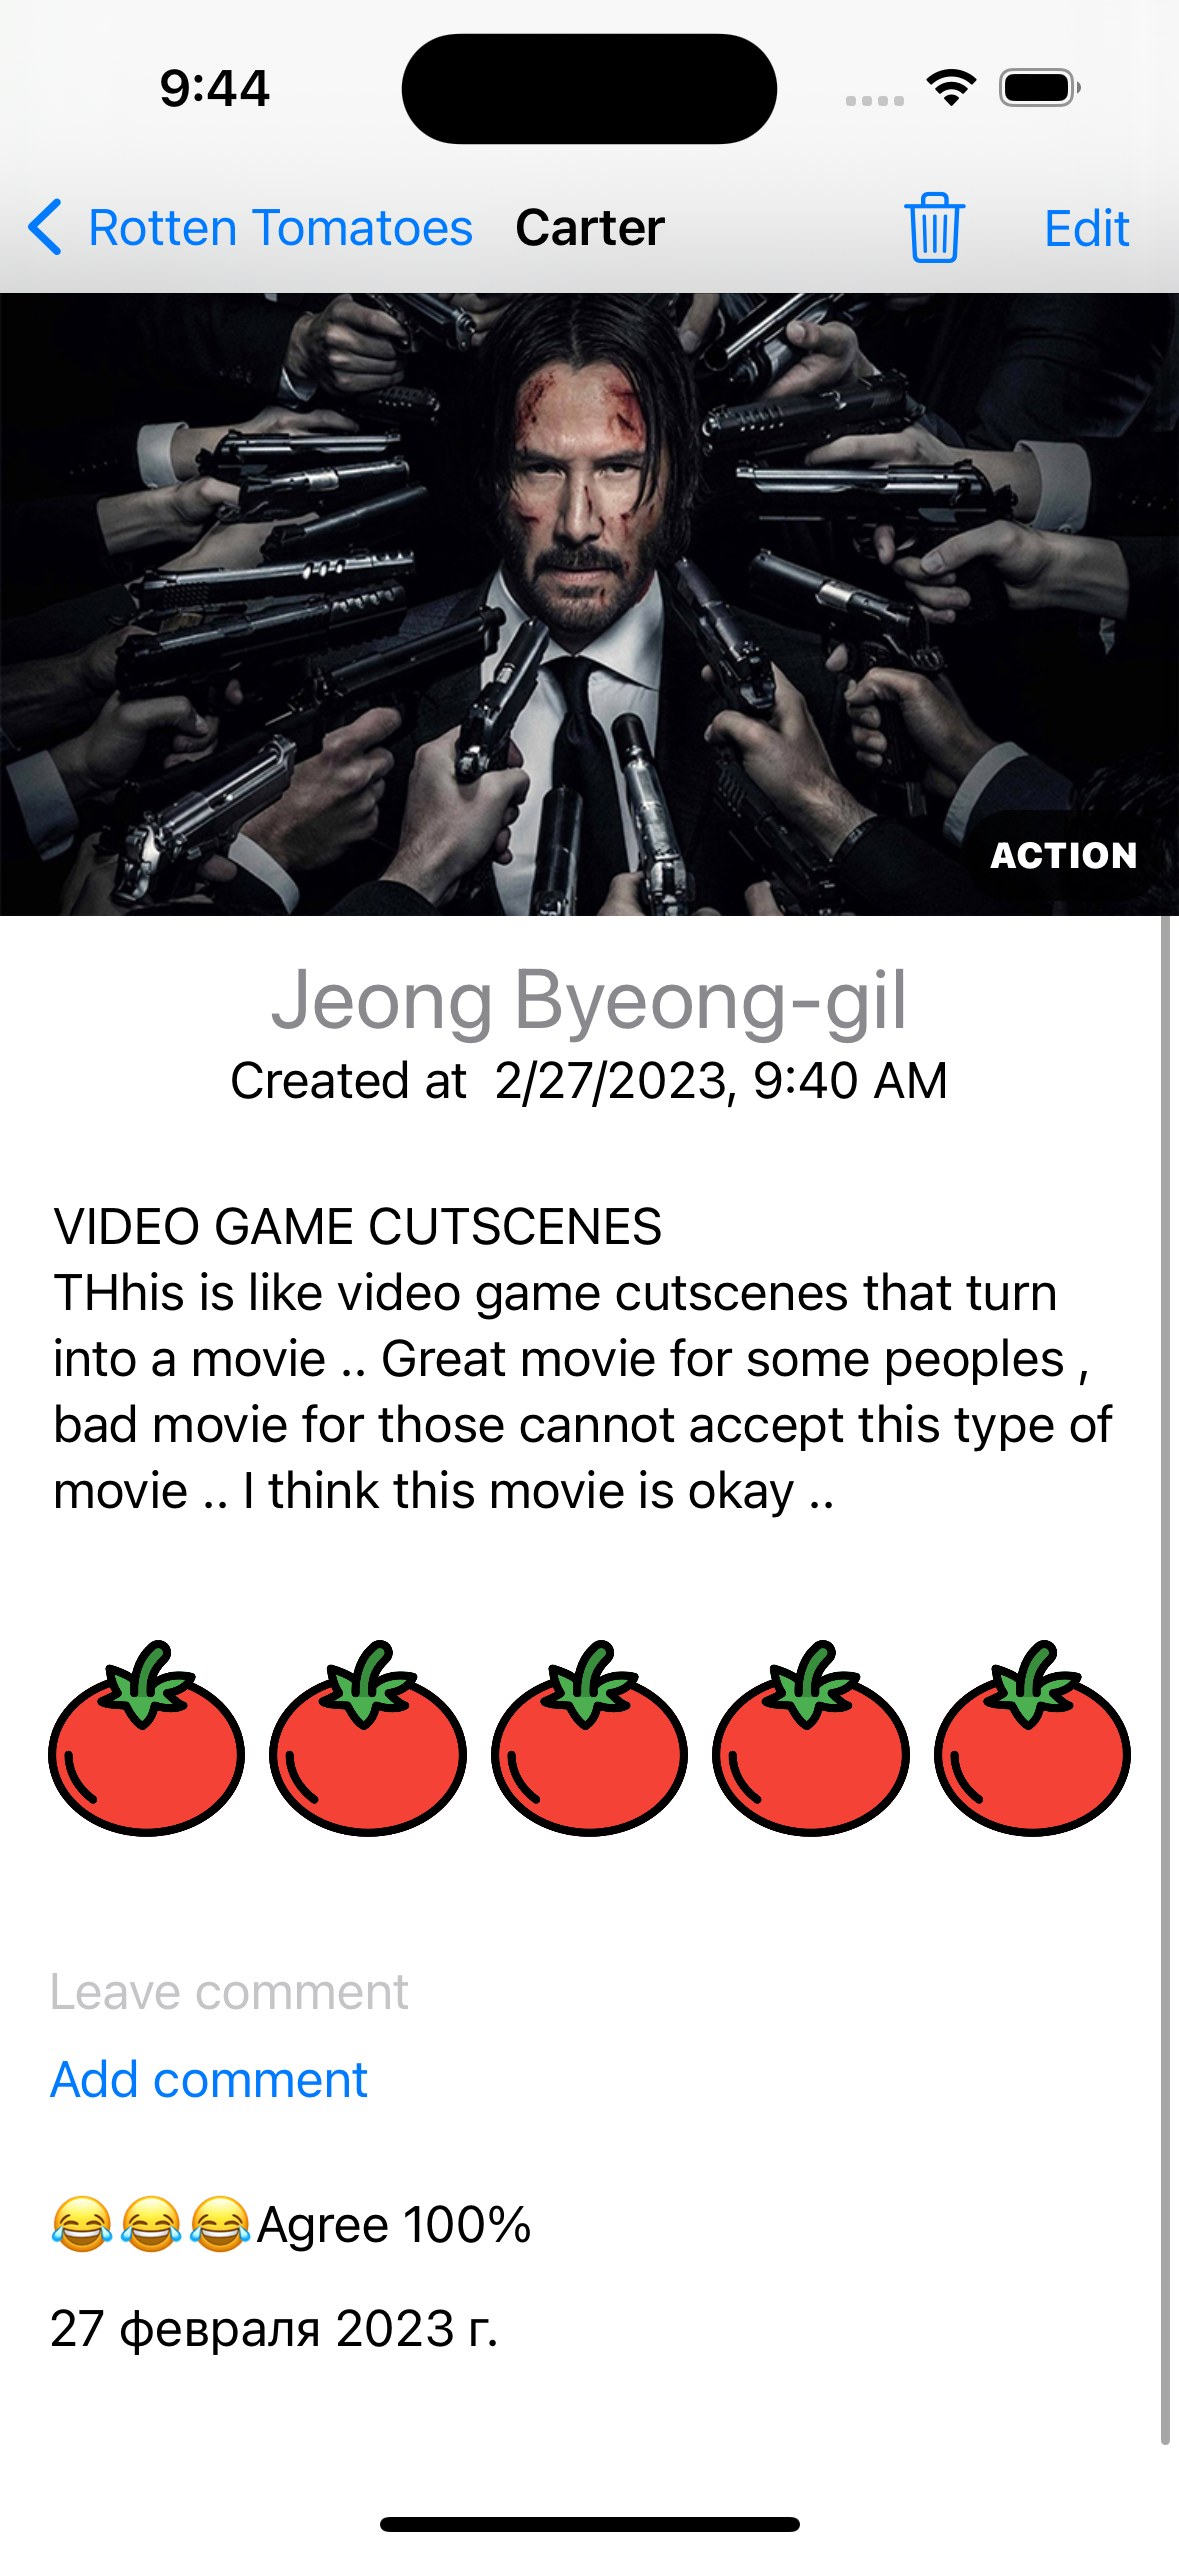 9:44
Rotten Tomatoes Carter Edit
ACTION
Jeong Byeong-gil
Created at 2/27/2023, 9:40 AM
VIDEO GAME CUTSCENES
THhis is like video game cutscenes that turn
into a movie .. Great movie for some peoples ,
bad movie for those cannot accept this type of
movie .. I think this movie is okay ..
Leave comment
Add comment
😂😂😂Agree 100%
27 февраля 2023 г.